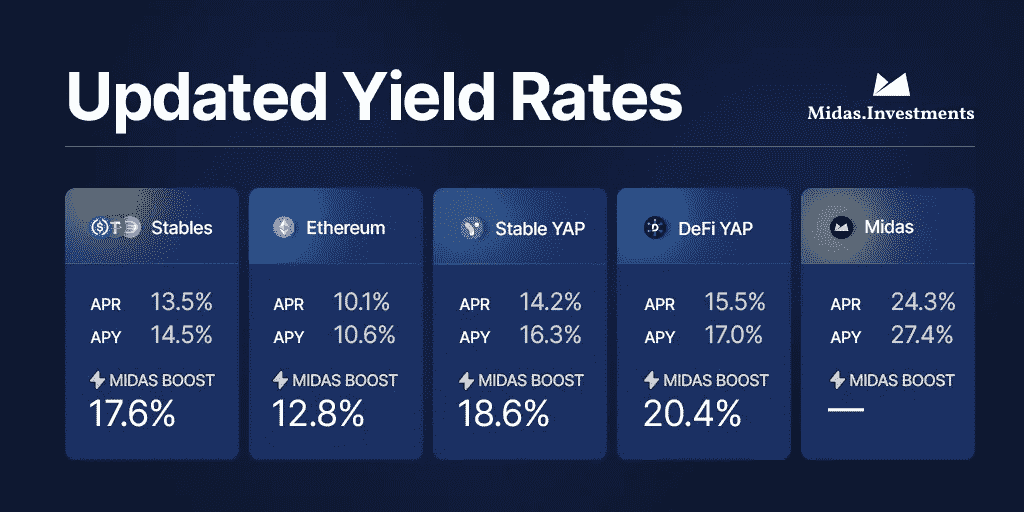 Updated Yield Rates
Midas.Investments
Stables
APR 13.5%
APY 14.5%
MIDAS BOOST
17.6%
Ethereum
APR 10.1%
APY 10.6%
MIDAS BOOST
12.8%
Stable YAP
APR 14.2%
APY 16.3%
MIDAS BOOST
18.6%
DeFi YAP
APR 15.5%
APY 17.0%
MIDAS BOOST
20.4%
Midas
APR 24.3%
APY 27.4%
MIDAS BOOST
—